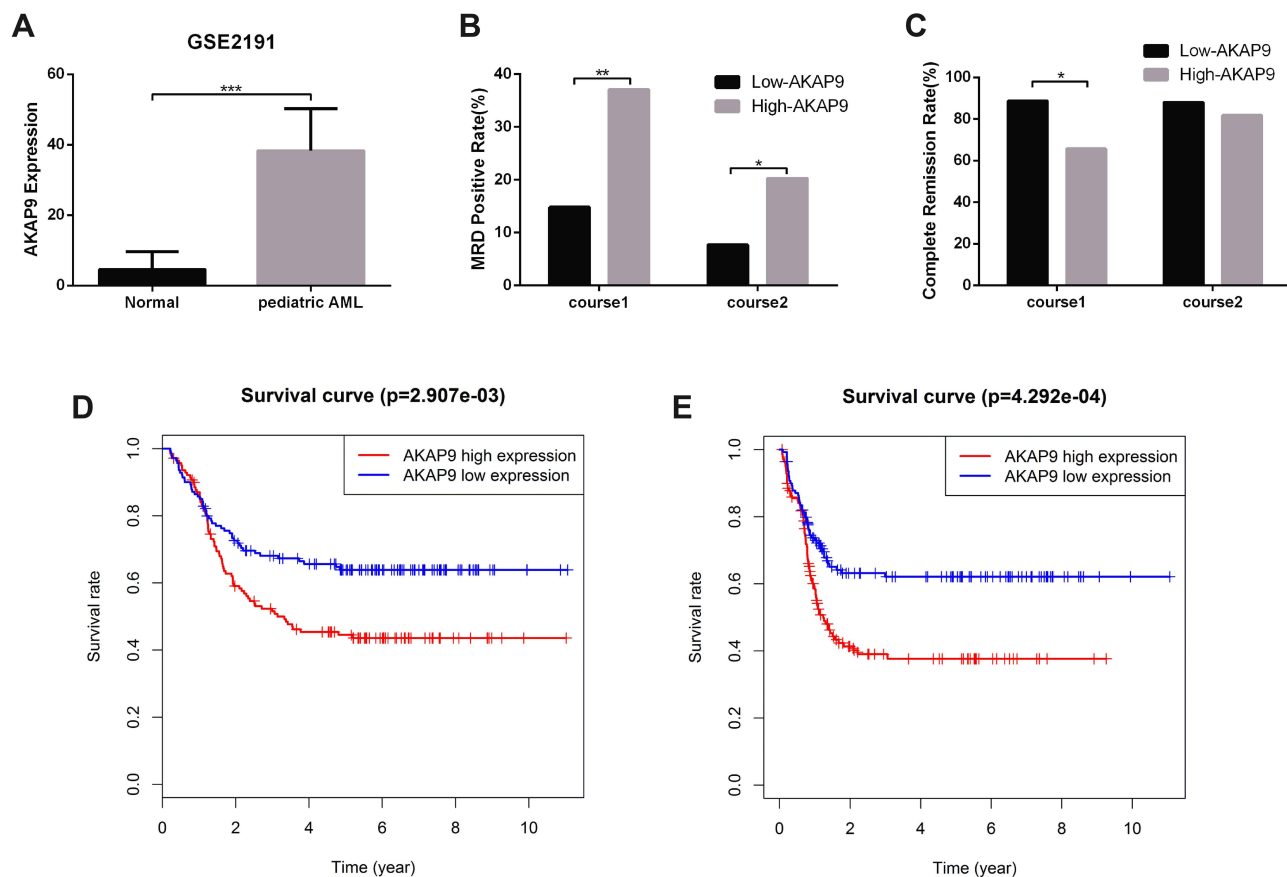 A
GSE2191
AKAP9 Expression
60
40
20
0
***
Normal
pediatric AML
B
MRD Positive Rate(%)
40
30
20
10
0
**
*
Low-AKAP9
High-AKAP9
course1
course2
C
Low-AKAP9
High-AKAP9
Complete Remission Rate(%)
100
80
60
40
20
0
*
course1
course2
D
Survival curve (p=2.907e-03)
AKAP9 high expression
AKAP9 low expression
Survival rate
1.0
0.8
0.6
0.4
0.2
0.0
0 2 4 6 8 10
Time (year)
E
Survival curve (p=4.292e-04)
AKAP9 high expression
AKAP9 low expression
Survival rate
1.0
0.8
0.6
0.4
0.2
0.0
0 2 4 6 8 10
Time (year)